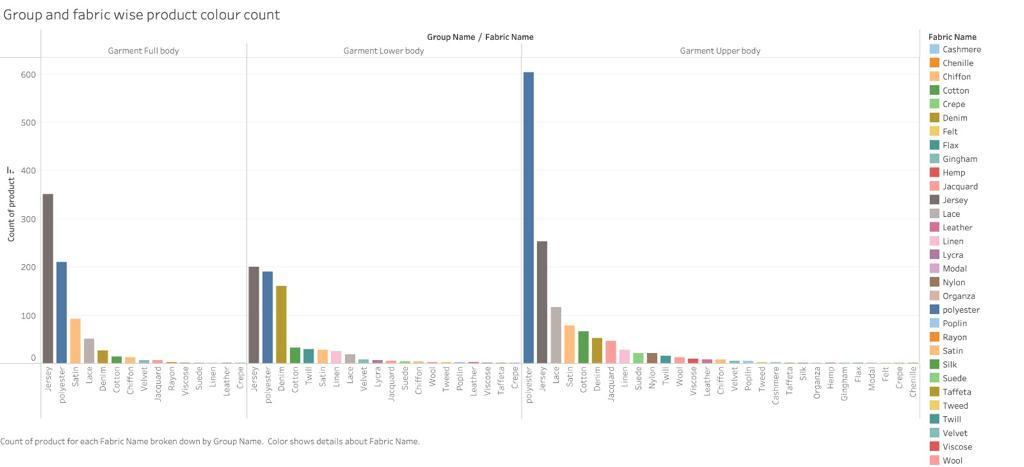 Group and fabric wise product colour count
Group Name / Fabric Name
Garment Full body
Garment Lower body
Garment Upper body
Count of product
600
500
400
300
200
100
0
Jersey
polyester
Satin
Lace
Denim
Cotton
Chiffon
Velvet
Jacquard
Rayon
Viscose
Suede
Linen
Leather
Crepe
Jersey
polyester
Denim
Cotton
Twill
Satin
Linen
Lace
Velvet
Lycra
Jacquard
Suede
Chiffon
Wool
Tweed
Poplin
Leather
Viscose
Taffeta
Crepe
polyester
Jersey
Lace
Satin
Cotton
Denim
Jacquard
Linen
Suede
Nylon
Twill
Wool
Viscose
Leather
Chiffon
Velvet
Poplin
Tweed
Cashmere
Taffeta
Silk
Organza
Hemp
Gingham
Flax
Modal
Felt
Crepe
Chenille
Fabric Name
Cashmere
Chenille
Chiffon
Cotton
Crepe
Denim
Felt
Flax
Gingham
Hemp
Jacquard
Jersey
Lace
Leather
Linen
Lycra
Modal
Nylon
Organza
polyester
Poplin
Rayon
Satin
Silk
Suede
Taffeta
Tweed
Twill
Velvet
Viscose
Wool
Count of product for each Fabric Name broken down by Group Name. Color shows details about Fabric Name.